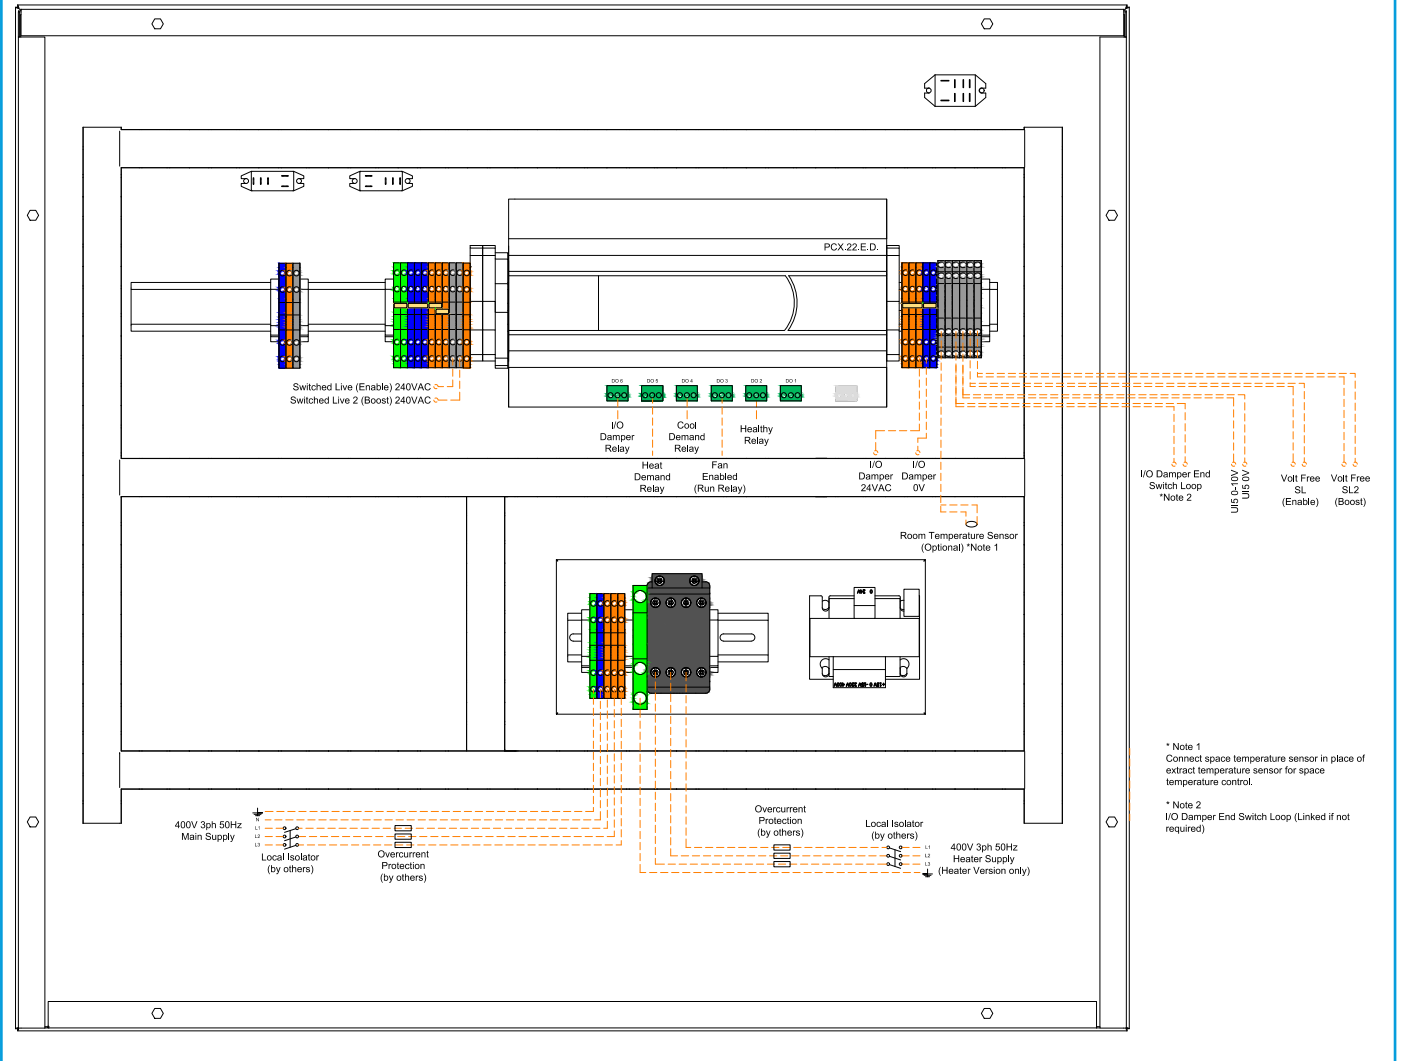 PCX.22.E.D.
Switched Live (Enable) 240VAC
Switched Live 2 (Boost) 240VAC
DO 6
DO 5
DO 4
DO 3
DO 2
DO 1
I/O
Damper
Relay
Heat
Demand
Relay
Cool
Demand
Relay
Fan
Enabled
(Run Relay)
Healthy
Relay
I/O
Damper
24VAC
I/O
Damper
0V
Room Temperature Sensor
(Optional) *Note 1
I/O Damper End
Switch Loop
*Note 2
UI5 0-10V
UI5 0V
Volt Free
SL
(Enable)
Volt Free
SL2
(Boost)
* Note 1
Connect space temperature sensor in place of
extract temperature sensor for space
temperature control.
* Note 2
I/O Damper End Switch Loop (Linked if not
required)
400V 3ph 50Hz
Main Supply
N
L1
L2
L3
Local Isolator
(by others)
Overcurrent
Protection
(by others)
Overcurrent
Protection
(by others)
Local Isolator
(by others)
L1
L2
L3
400V 3ph 50Hz
Heater Supply
(Heater Version only)